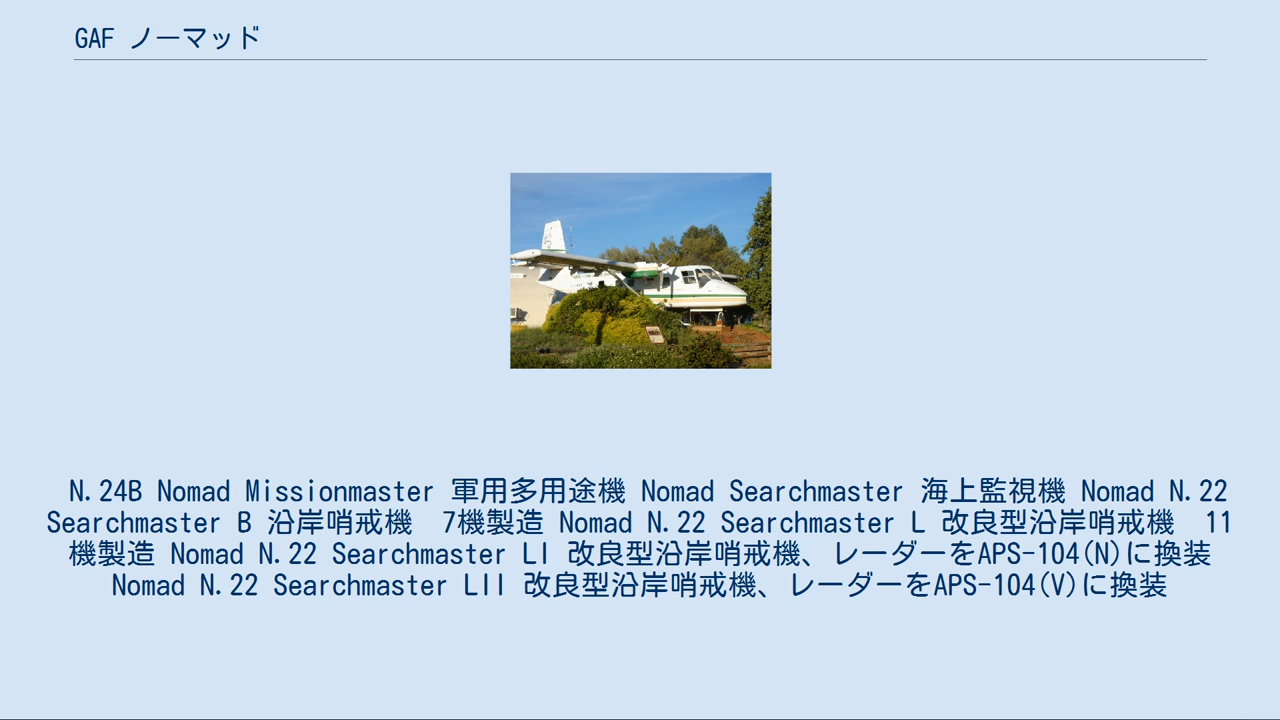 GAF ノーマッド
N.24B Nomad Missionmaster 軍用多用途機 Nomad Searchmaster 海上監視機 Nomad N.22
Searchmaster B 沿岸哨戒機　7機製造 Nomad N.22 Searchmaster L 改良型沿岸哨戒機　11
機製造 Nomad N.22 Searchmaster LI 改良型沿岸哨戒機、レーダーをAPS-104(N)に換装
Nomad N.22 Searchmaster LII 改良型沿岸哨戒機、レーダーをAPS-104(V)に換装